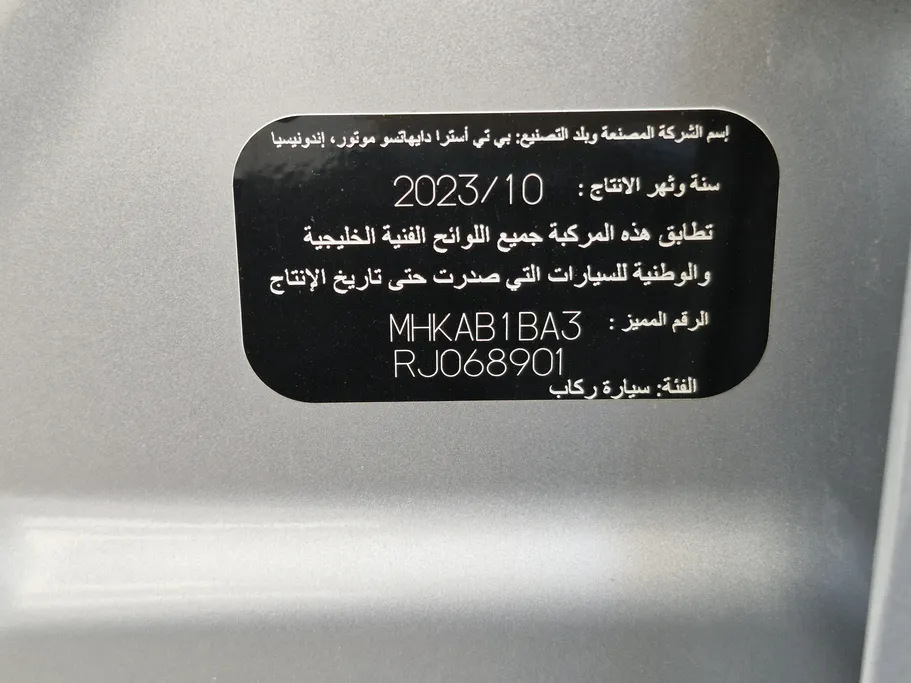 إسم الشركة المصنعة وبلد التصنيع: بي تي أسترا دايهاتسو موتور، إندونيسيا
سنة وثهر الانتاج : 2023/10
تطابق هذه المركبة جميع اللوائح الفنية الخليجية
والوطنية للسيارات التي صدرت حتى تاريخ الإنتاج
الرقم المميز : MHKAB1BA3
RJ068901
الفئة: سيارة ركاب